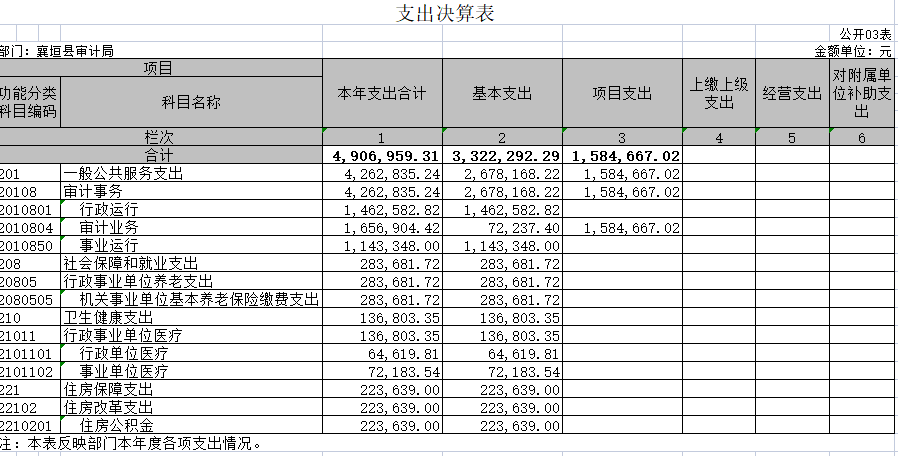 支出决算表
公开03表
部门：襄垣县审计局 金额单位：元
项目 本年支出合计 基本支出 项目支出 上缴上级支出 经营支出 对附属单位补助支出
功能分类科目编码 科目名称
栏次 1 2 3 4 5 6
合计 4,906,959.31 3,322,292.29 1,584,667.02
201 一般公共服务支出 4,262,835.24 2,678,168.22 1,584,667.02
20108 审计事务 4,262,835.24 2,678,168.22 1,584,667.02
2010801 行政运行 1,462,582.82 1,462,582.82
2010804 审计业务 1,656,904.42 72,237.40 1,584,667.02
2010850 事业运行 1,143,348.00 1,143,348.00
208 社会保障和就业支出 283,681.72 283,681.72
20805 行政事业单位养老支出 283,681.72 283,681.72
2080505 机关事业单位基本养老保险缴费支出 283,681.72 283,681.72
210 卫生健康支出 136,803.35 136,803.35
21011 行政事业单位医疗 136,803.35 136,803.35
2101101 行政单位医疗 64,619.81 64,619.81
2101102 事业单位医疗 72,183.54 72,183.54
221 住房保障支出 223,639.00 223,639.00
22102 住房改革支出 223,639.00 223,639.00
2210201 住房公积金 223,639.00 223,639.00
注：本表反映部门本年度各项支出情况。